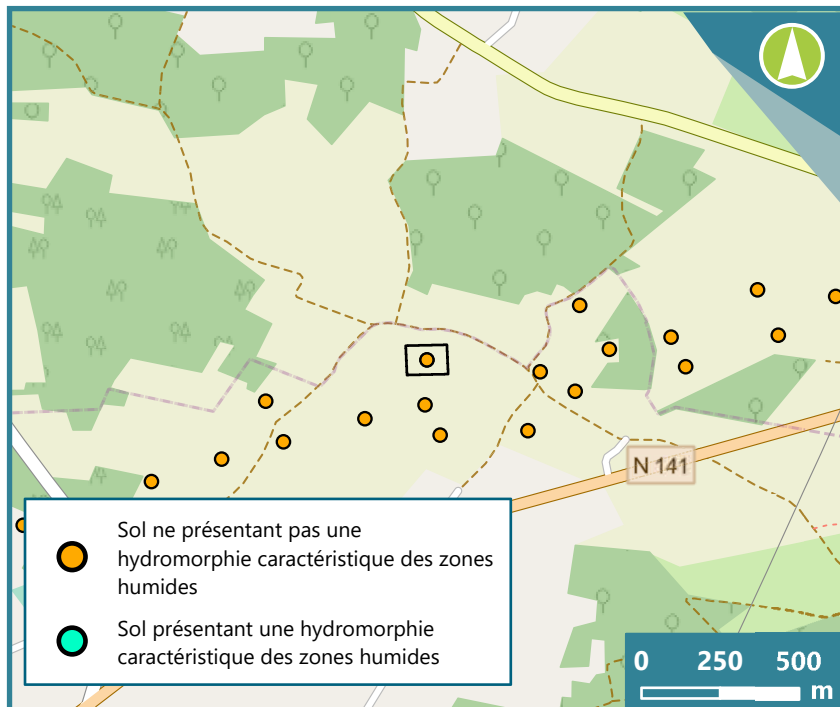 N 141
Sol ne présentant pas une
hydromorphie caractéristique des zones
humides
Sol présentant une hydromorphie
caractéristique des zones humides
0 250 500
m